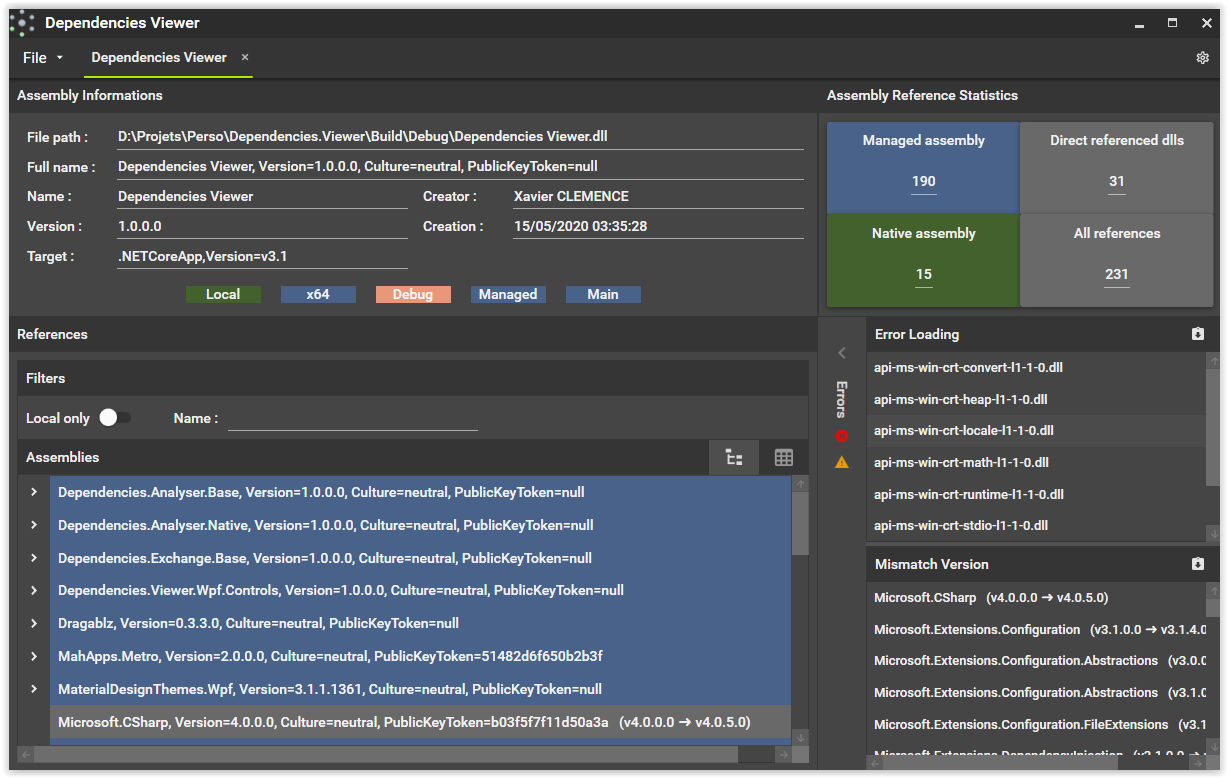 Dependencies Viewer
File
Dependencies Viewer
Assembly Informations
File path : D:\Projets\Perso\Dependencies.Viewer\Build\Debug\Dependencies Viewer.dll
Full name : Dependencies Viewer, Version=1.0.0.0, Culture=neutral, PublicKeyToken=null
Name : Dependencies Viewer Creator : Xavier CLEMENCE
Version : 1.0.0.0 Creation : 15/05/2020 03:35:28
Target : .NETCoreApp,Version=v3.1
Local x64 Debug Managed Main
Assembly Reference Statistics
Managed assembly Direct referenced dlls
190 31
Native assembly All references
15 231
References
Filters
Local only Name :
Assemblies
Dependencies.Analyser.Base, Version=1.0.0.0, Culture=neutral, PublicKeyToken=null
Dependencies.Analyser.Native, Version=1.0.0.0, Culture=neutral, PublicKeyToken=null
Dependencies.Exchange.Base, Version=1.0.0.0, Culture=neutral, PublicKeyToken=null
Dependencies.Viewer.Wpf.Controls, Version=1.0.0.0, Culture=neutral, PublicKeyToken=null
Dragablz, Version=0.3.3.0, Culture=neutral, PublicKeyToken=null
MahApps.Metro, Version=2.0.0.0, Culture=neutral, PublicKeyToken=51482d6f650b2b3f
MaterialDesignThemes.Wpf, Version=3.1.1.1361, Culture=neutral, PublicKeyToken=null
Microsoft.CSharp, Version=4.0.0.0, Culture=neutral, PublicKeyToken=b03f5f7f11d50a3a (v4.0.0.0 → v4.0.5.0)
Errors
Error Loading
api-ms-win-crt-convert-l1-1-0.dll
api-ms-win-crt-heap-l1-1-0.dll
api-ms-win-crt-locale-l1-1-0.dll
api-ms-win-crt-math-l1-1-0.dll
api-ms-win-crt-runtime-l1-1-0.dll
api-ms-win-crt-stdio-l1-1-0.dll
Mismatch Version
Microsoft.CSharp (v4.0.0.0 → v4.0.5.0)
Microsoft.Extensions.Configuration (v3.1.0.0 → v3.1.4.0
Microsoft.Extensions.Configuration.Abstractions (v3.0.0
Microsoft.Extensions.Configuration.Abstractions (v3.1.0
Microsoft.Extensions.Configuration.FileExtensions (v3.1
Microsoft.Extensions.DependencyInjection (v3.1.0.0 →